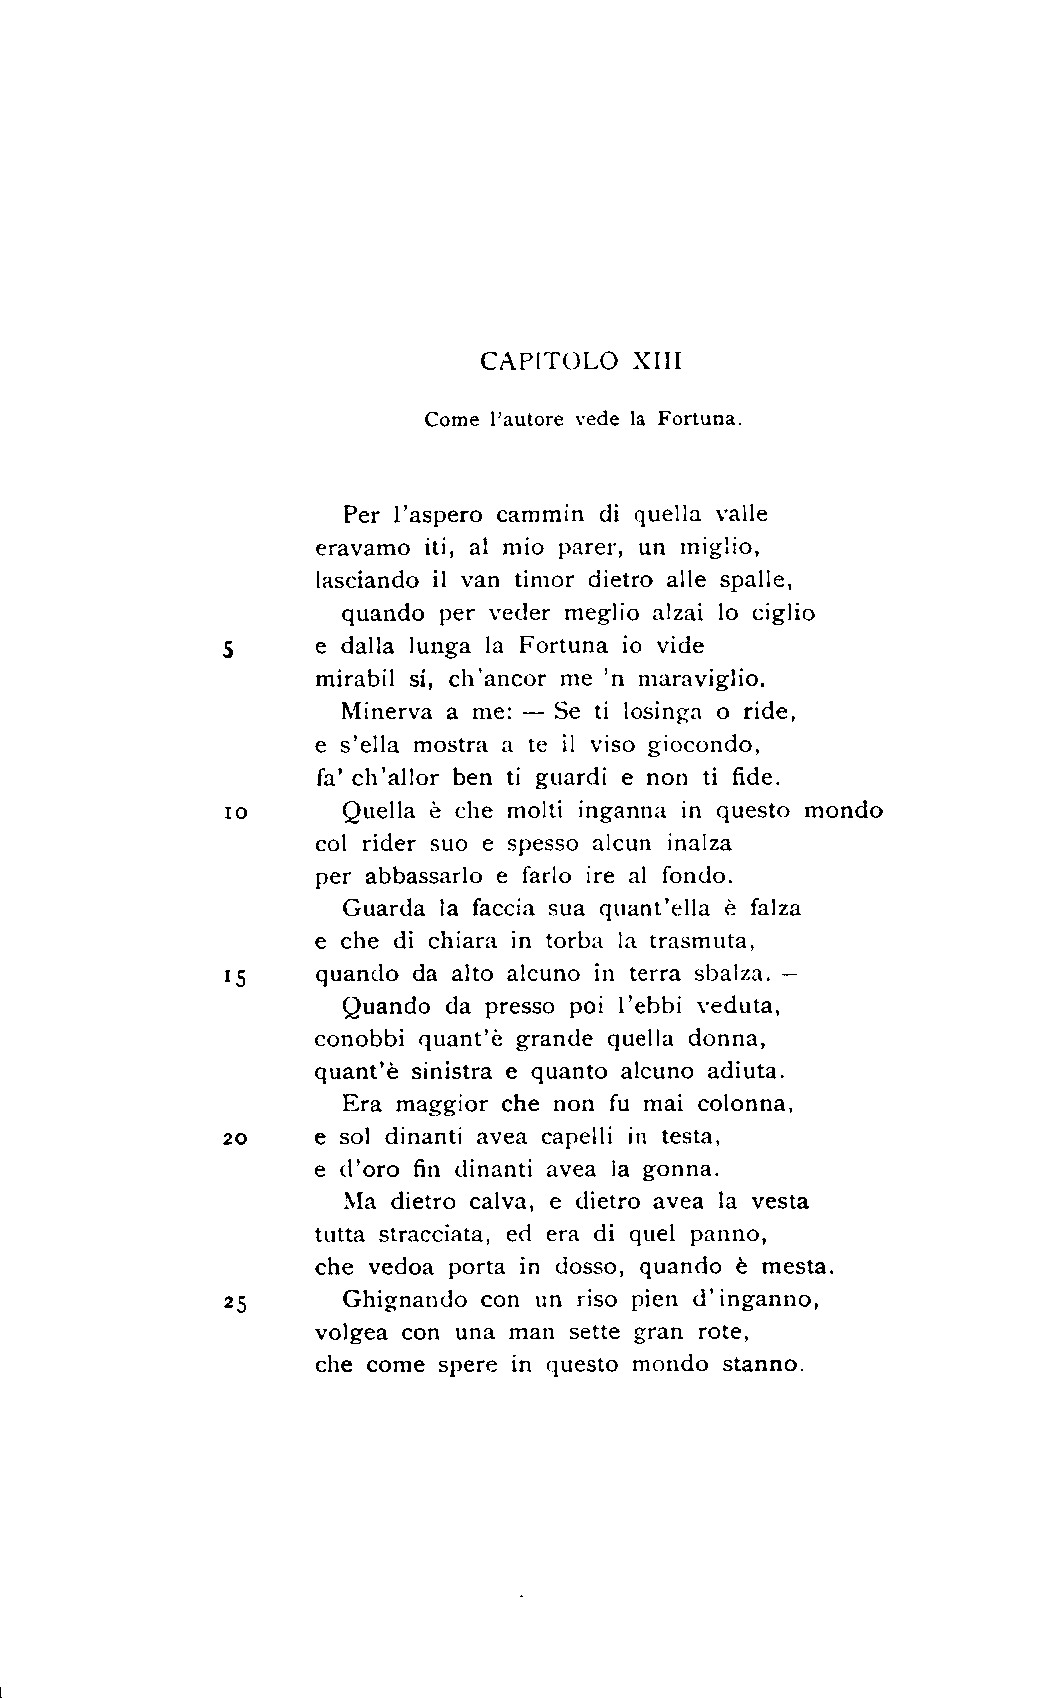 CAPITOLO XIII
Come l'autore vede la Fortuna.
Per l'aspero cammin di quella valle
eravamo iti, al mio parer, un miglio,
lasciando il van timor dietro alle spalle,
quando per veder meglio alzai lo ciglio
5 e dalla lunga la Fortuna io vide
mirabil sí, ch'ancor me 'n maraviglio.
Minerva a me: — Se ti losinga o ride,
e s'ella mostra a te il viso giocondo,
fa' ch'allor ben ti guardi e non ti fide.
10 Quella è che molti inganna in questo mondo
col rider suo e spesso alcun inalza
per abbassarlo e farlo ire al fondo.
Guarda la faccia sua quant'ella è falza
e che di chiara in torba la trasmuta,
15 quando da alto alcuno in terra sbalza. —
Quando da presso poi l'ebbi veduta,
conobbi quant'è grande quella donna,
quant'è sinistra e quanto alcuno adiuta.
Era maggior che non fu mai colonna,
20 e sol dinanti avea capelli in testa,
e d'oro fin dinanti avea la gonna.
Ma dietro calva, e dietro avea la vesta
tutta stracciata, ed era di quel panno,
che vedoa porta in dosso, quando è mesta.
25 Ghignando con un riso pien d'inganno,
volgea con una man sette gran rote,
che come spere in questo mondo stanno.